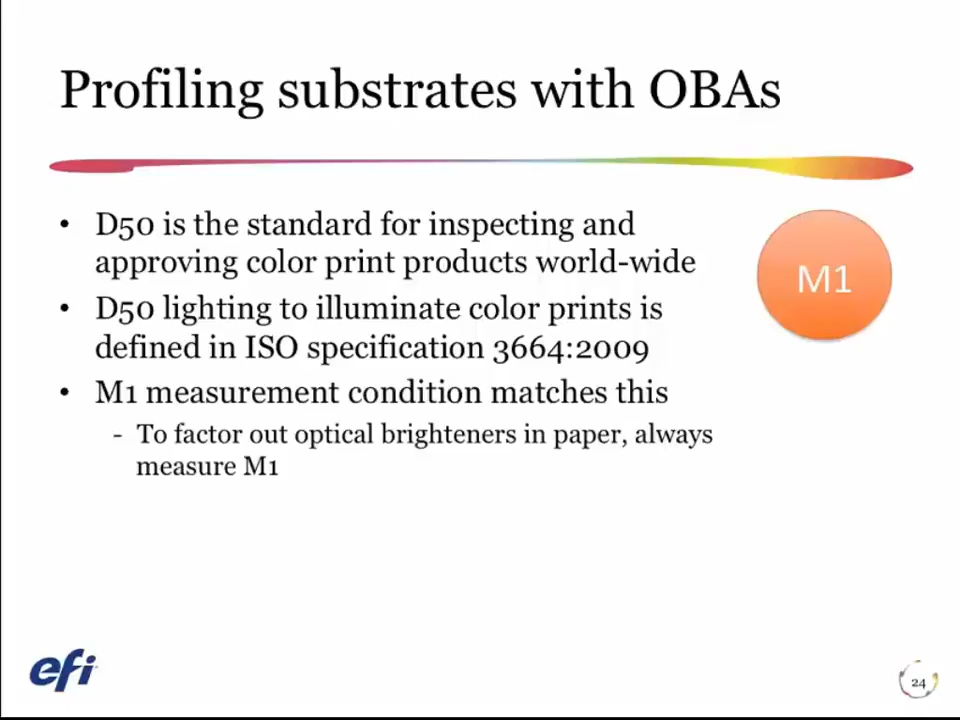 Profiling substrates with OBAs
• D50 is the standard for inspecting and
approving color print products world-wide
• D50 lighting to illuminate color prints is
defined in ISO specification 3664:2009
• M1 measurement condition matches this
- To factor out optical brighteners in paper, always
measure M1
M1
efi
24